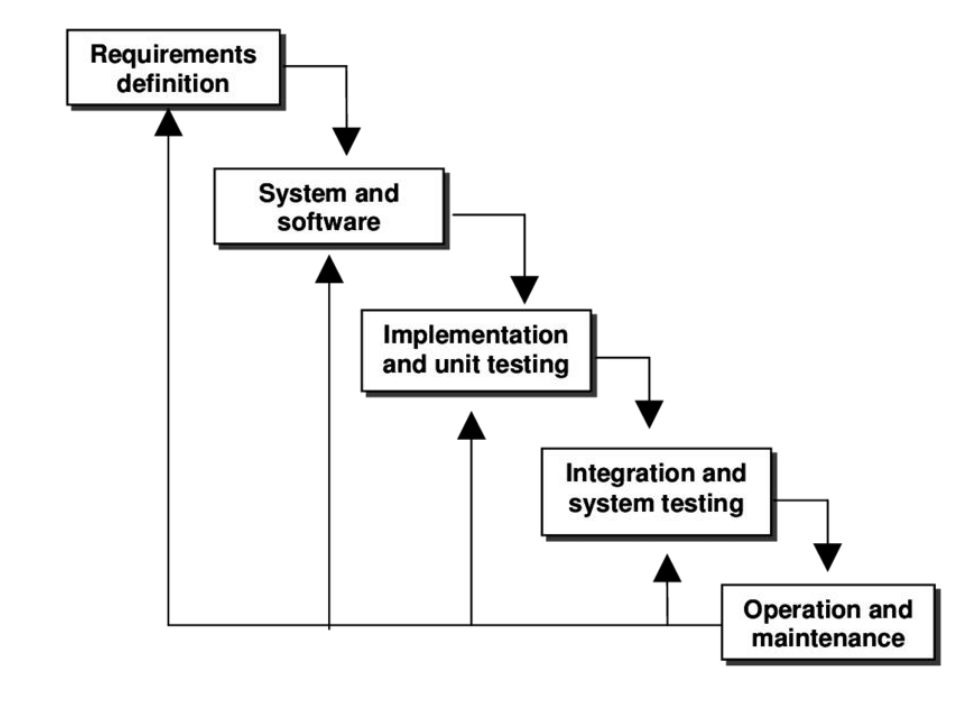 Requirements
definition
System and
software
Implementation
and unit testing
Integration and
system testing
Operation and
maintenance